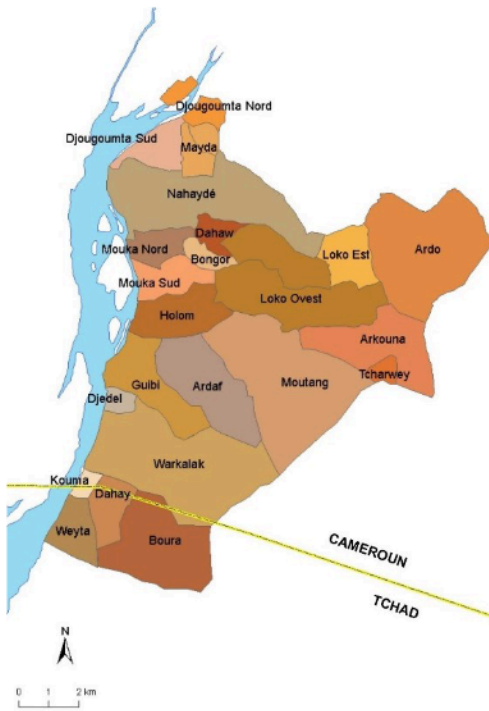 Djougoumta Nord
Djougoumta Sud
Mayda
Nahaydé
Dahaw
Mouka Nord
Bongor
Loko Est
Ardo
Mouka Sud
Loko Ovest
Holom
Arkouna
Guibi
Ardaf
Moutang
Tcharwey
Djedel
Warkalak
Kouma
Dahay
Weyta
Boura
CAMEROUN
TCHAD
N
0 1 2 km